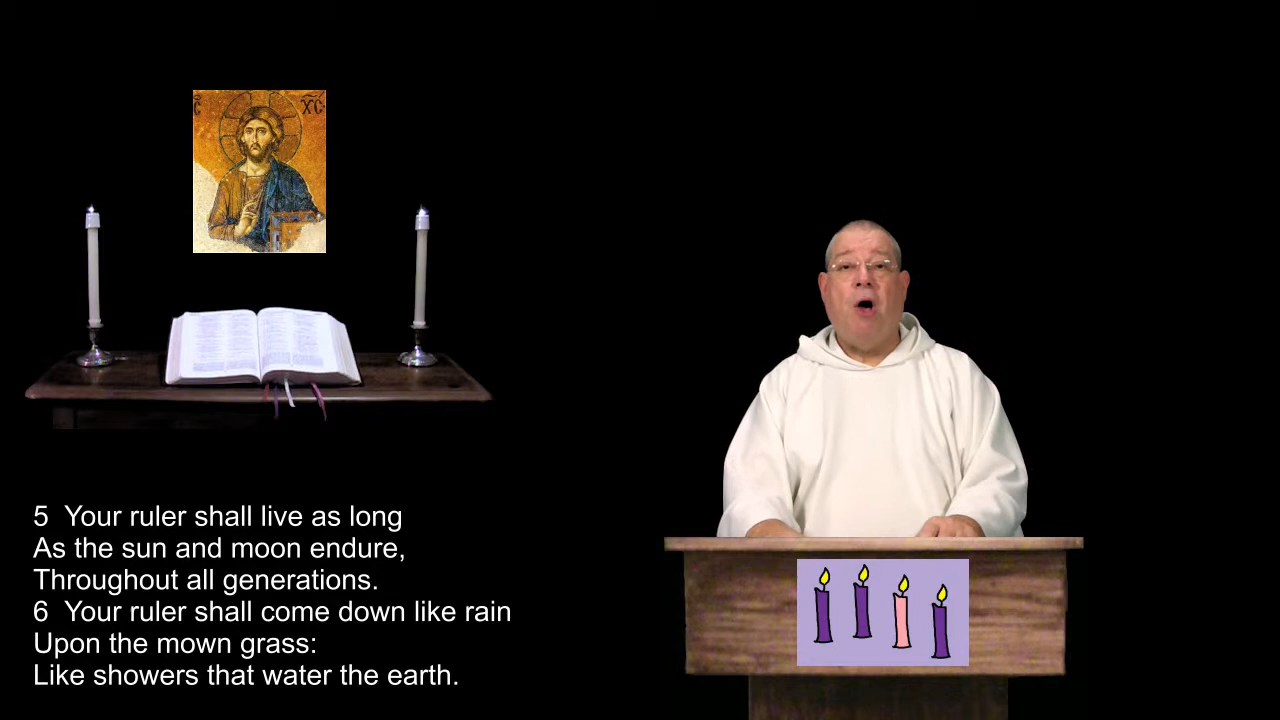 XC
5 Your ruler shall live as long
As the sun and moon endure,
Throughout all generations.
6 Your ruler shall come down like rain
Upon the mown grass:
Like showers that water the earth.